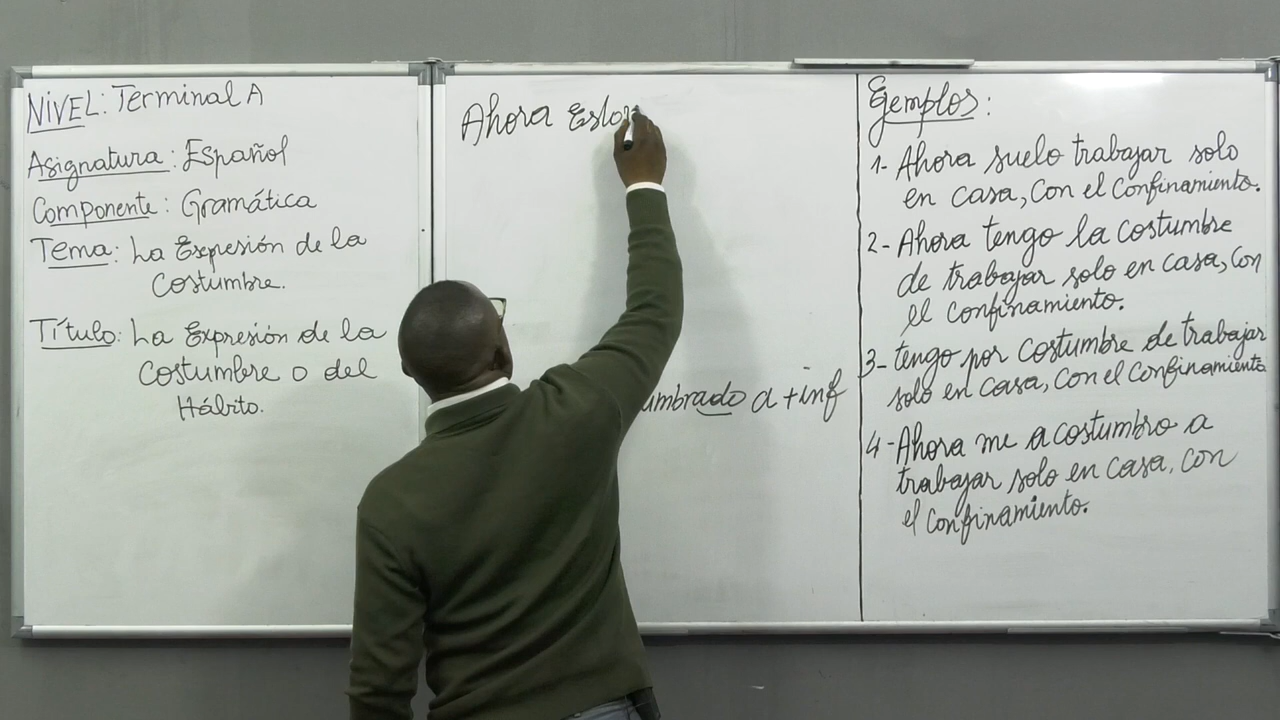 NIVEL: Terminal A
Asignatura: Español
Componente: Gramática
Tema: La Expresión de la
Costumbre.
Título: La Expresión de la
Costumbre o del
Hábito.
Ahora
umbrado a + inf
Ejemplos:
1- Ahora suelo trabajar solo
en casa, con el confinamiento.
2- Ahora tengo la costumbre
de trabajar solo en casa, con
el confinamiento.
3- tengo por costumbre de trabajar
solo en casa, con el confinamiento
4- Ahora me acostumbro a
trabajar solo en casa, con
el confinamiento.